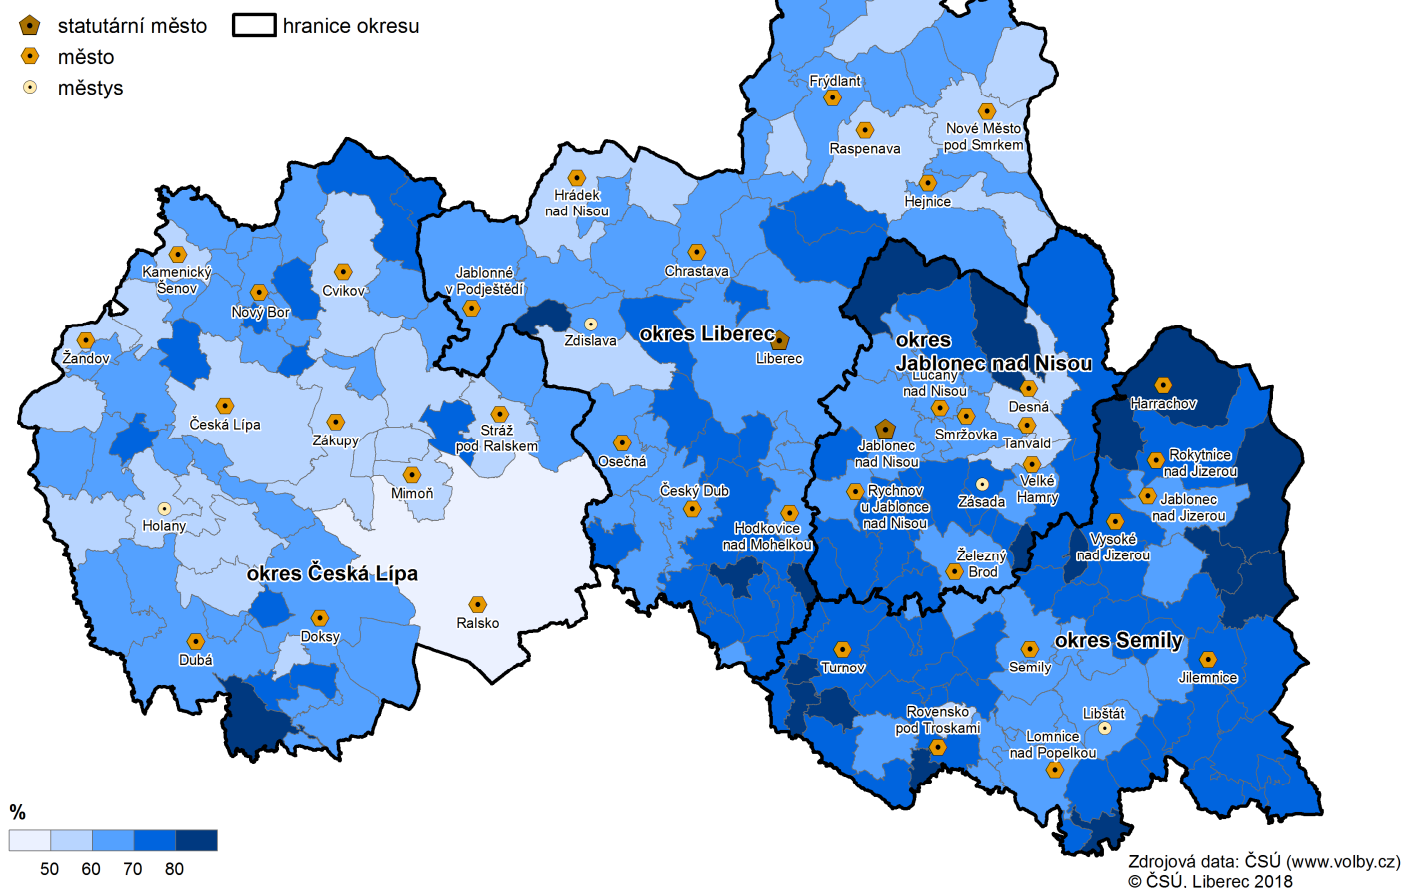 statutární město
hranice okresu
město
městys
Frýdlant
Nové Město
pod Smrkem
Raspenava
Hejnice
Hrádek
nad Nisou
Chrastava
Kamenický
Šenov
Cvikov
Jablonné
v Podještědí
Nový Bor
Zdislava
okres Liberec
Liberec
Žandov
okres
Jablonec nad Nisou
Lučany
nad Nisou
Desná
Harrachov
Česká Lípa
Zákupy
Stráž
pod Ralskem
Smržovka
Tanvald
Jablonec
nad Nisou
Osečná
Rokytnice
nad Jizerou
Mimoň
Český Dub
Rychnov
u Jablonce
nad Nisou
Zásada
Velké
Hamry
Jablonec
nad Jizerou
Holany
Hodkovice
nad Mohelkou
Vysoké
nad Jizerou
Železný
Brod
okres Česká Lípa
Ralsko
Doksy
Dubá
okres Semily
Turnov
Semily
Jilemnice
Rovensko
pod Troskami
Libštát
Lomnice
nad Popelkou
%
50 60 70 80
Zdrojová data: ČSÚ (www.volby.cz)
© ČSÚ. Liberec 2018